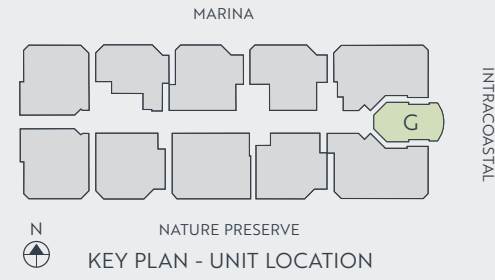 MARINA
G
INTRACOASTAL
N
NATURE PRESERVE
KEY PLAN - UNIT LOCATION